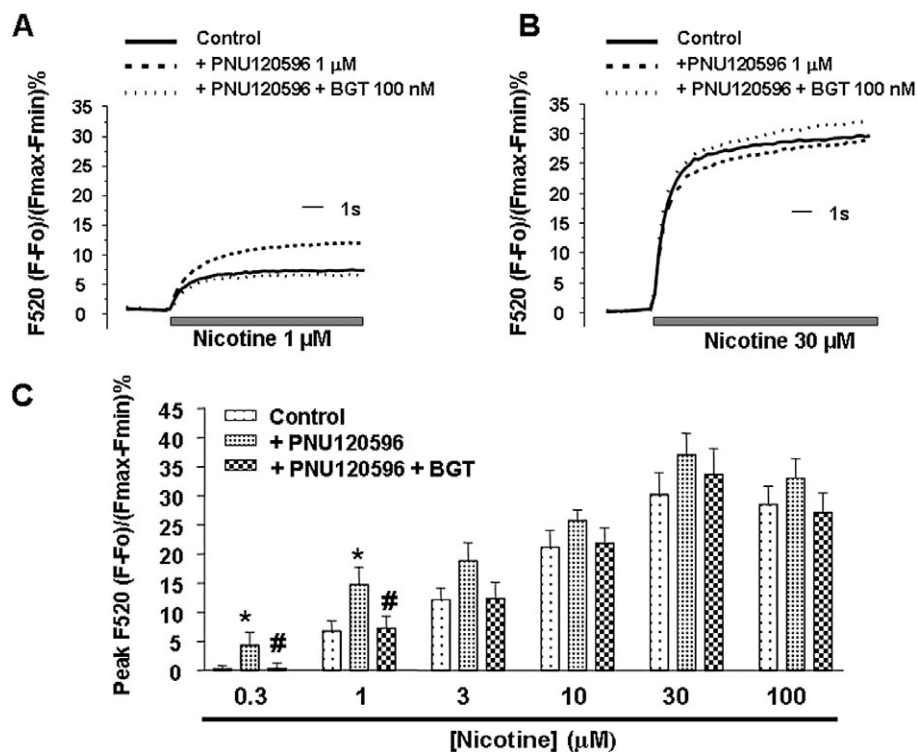 A
Control
+ PNU120596 1 μM
+ PNU120596 + BGT 100 nM
F520 (F-Fo)/(Fmax-Fmin)%
35
30
25
20
15
10
5
0
1s
Nicotine 1 μM
B
Control
+PNU120596 1 μM
+ PNU120596 + BGT 100 nM
F520 (F-Fo)/(Fmax-Fmin)%
35
30
25
20
15
10
5
0
1s
Nicotine 30 μM
C
Control
+ PNU120596
+ PNU120596 + BGT
Peak F520 (F-Fo)/(Fmax-Fmin)%
45
40
35
30
25
20
15
10
5
0
* #
* #
0.3 1 3 10 30 100
[Nicotine] (μM)